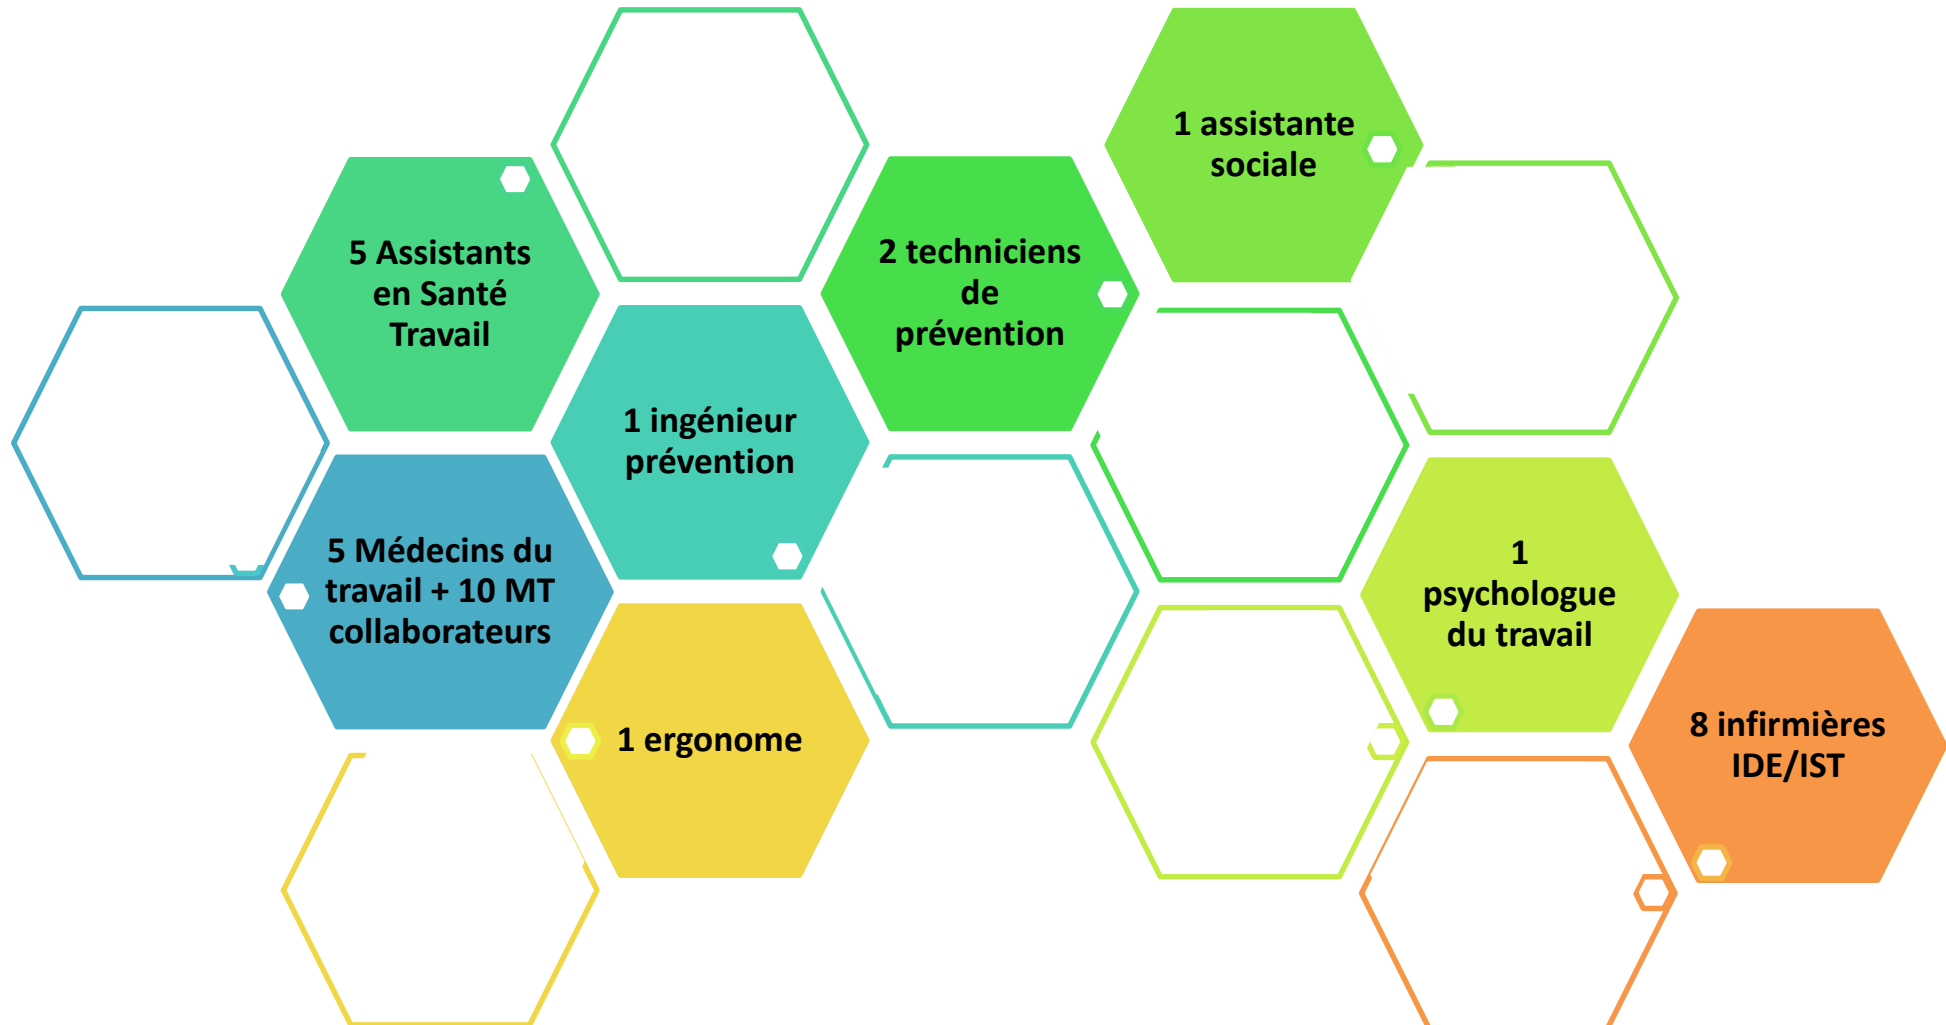 1 assistante
sociale
5 Assistants
en Santé
Travail
2 techniciens
de
prévention
1 ingénieur
prévention
5 Médecins du
travail + 10 MT
collaborateurs
1
psychologue
du travail
1 ergonome
8 infirmières
IDE/IST